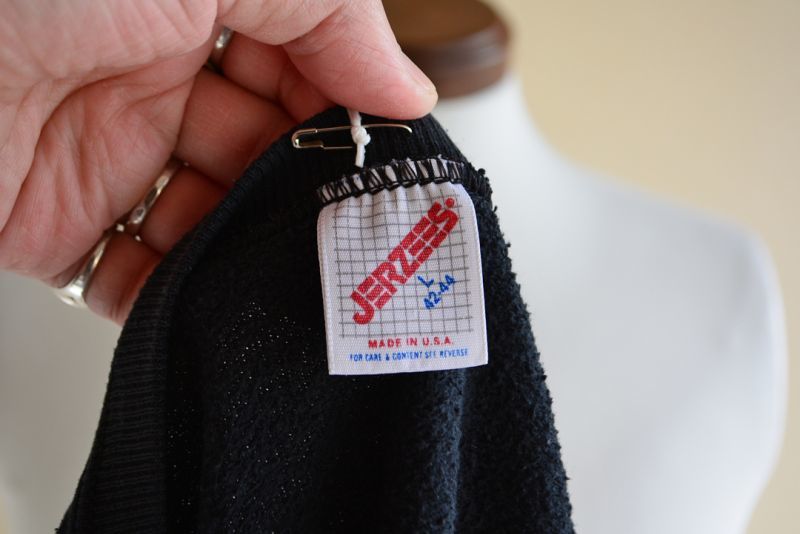 JERZEES®
L
42-44
MADE IN U.S.A.
FOR CARE & CONTENT SEE REVERSE